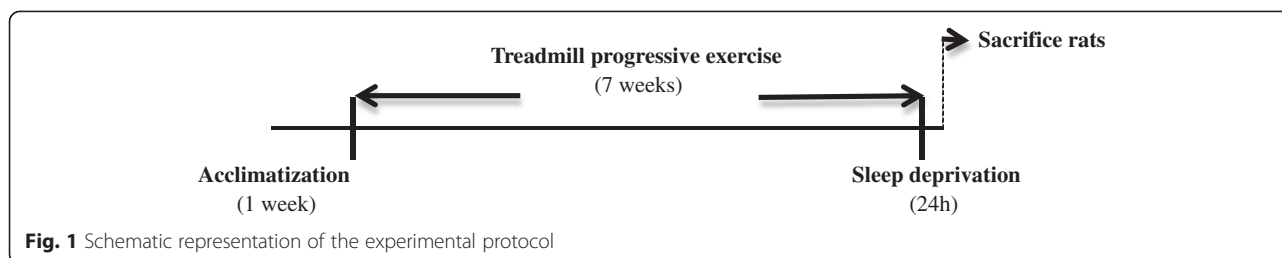 Sacrifice rats
Treadmill progressive exercise
(7 weeks)
Acclimatization
(1 week)
Sleep deprivation
(24h)
Fig. 1 Schematic representation of the experimental protocol